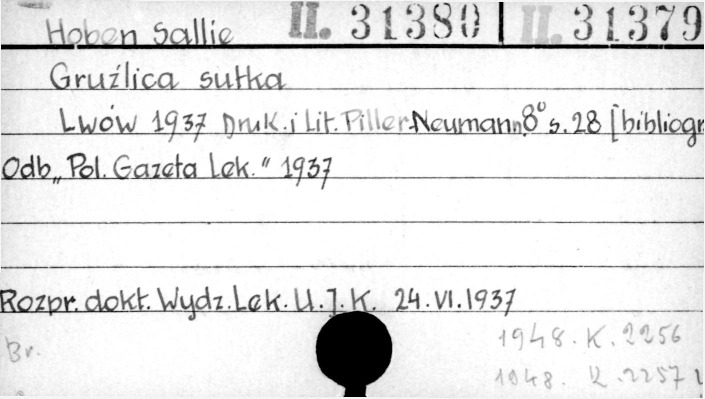 Hoben Sallie II. 31380 | II. 31379
Gruźlica sutka
Lwów 1937 Druk. i Lit. Piller-Neumann. 8° s. 28 [bibliogr
Odb. „Pol. Gazeta Lek." 1937
Rozpr. dokt. Wydz. Lek. U. J. K. 24. VI. 1937
Br.
1948. K. 2256
1948. K. 2257